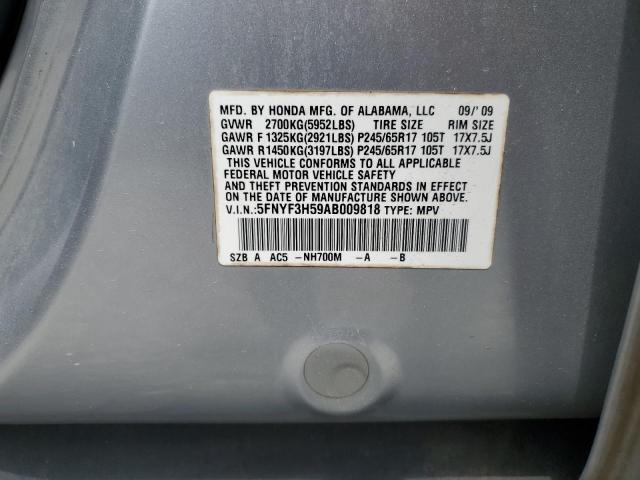 MFD. BY HONDA MFG. OF ALABAMA, LLC 09/'09
GVWR 2700KG(5952LBS) TIRE SIZE RIM SIZE
GAWR F 1325KG(2921LBS) P245/65R17 105T 17X7.5J
GAWR R1450KG(3197LBS) P245/65R17 105T 17X7.5J
THIS VEHICLE CONFORMS TO ALL APPLICABLE
FEDERAL MOTOR VEHICLE SAFETY
AND THEFT PREVENTION STANDARDS IN EFFECT
ON THE DATE OF MANUFACTURE SHOWN ABOVE.
V.I.N.:5FNYF3H59AB009818 TYPE: MPV
SZB A AC5 -NH700M -A -B